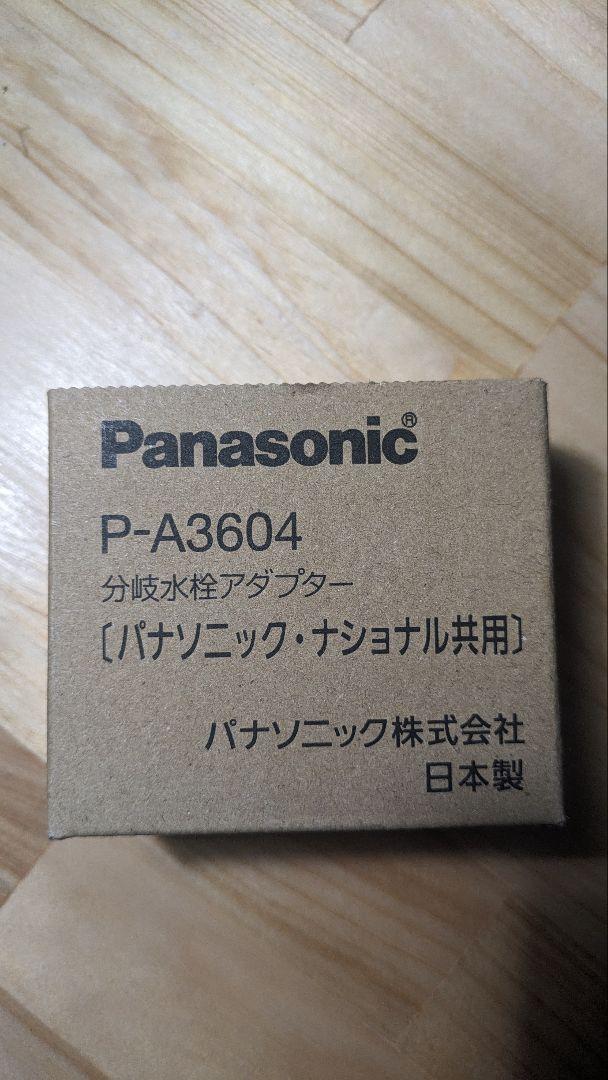 Panasonic®
P-A3604
分岐水栓アダプター
〔パナソニック・ナショナル共用〕
パナソニック株式会社
日本製